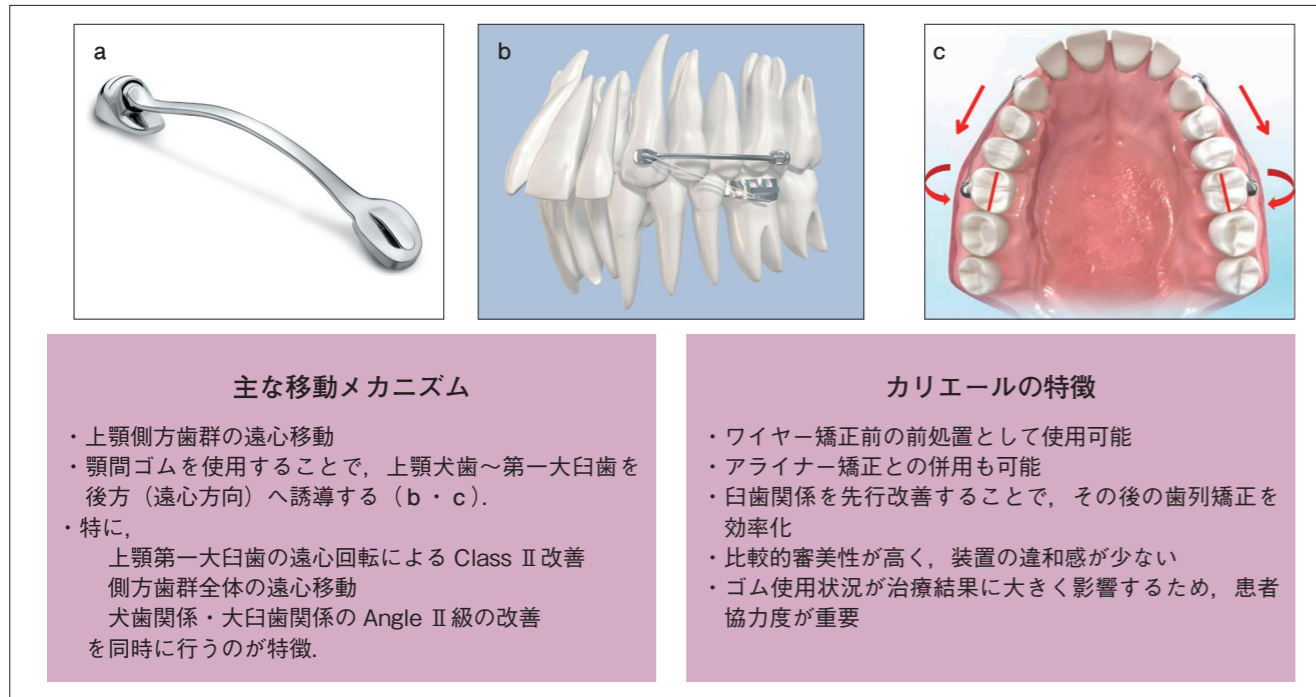 a
b
c
主な移動メカニズム
・上顎側方歯群の遠心移動
・顎間ゴムを使用することで，上顎犬歯〜第一大臼歯を
後方（遠心方向）へ誘導する（b・c）．
・特に，
上顎第一大臼歯の遠心回転による Class Ⅱ改善
側方歯群全体の遠心移動
犬歯関係・大臼歯関係の Angle Ⅱ級の改善
を同時に行うのが特徴．
カリエールの特徴
・ワイヤー矯正前の前処置として使用可能
・アライナー矯正との併用も可能
・臼歯関係を先行改善することで，その後の歯列矯正を
効率化
・比較的審美性が高く，装置の違和感が少ない
・ゴム使用状況が治療結果に大きく影響するため，患者
協力度が重要